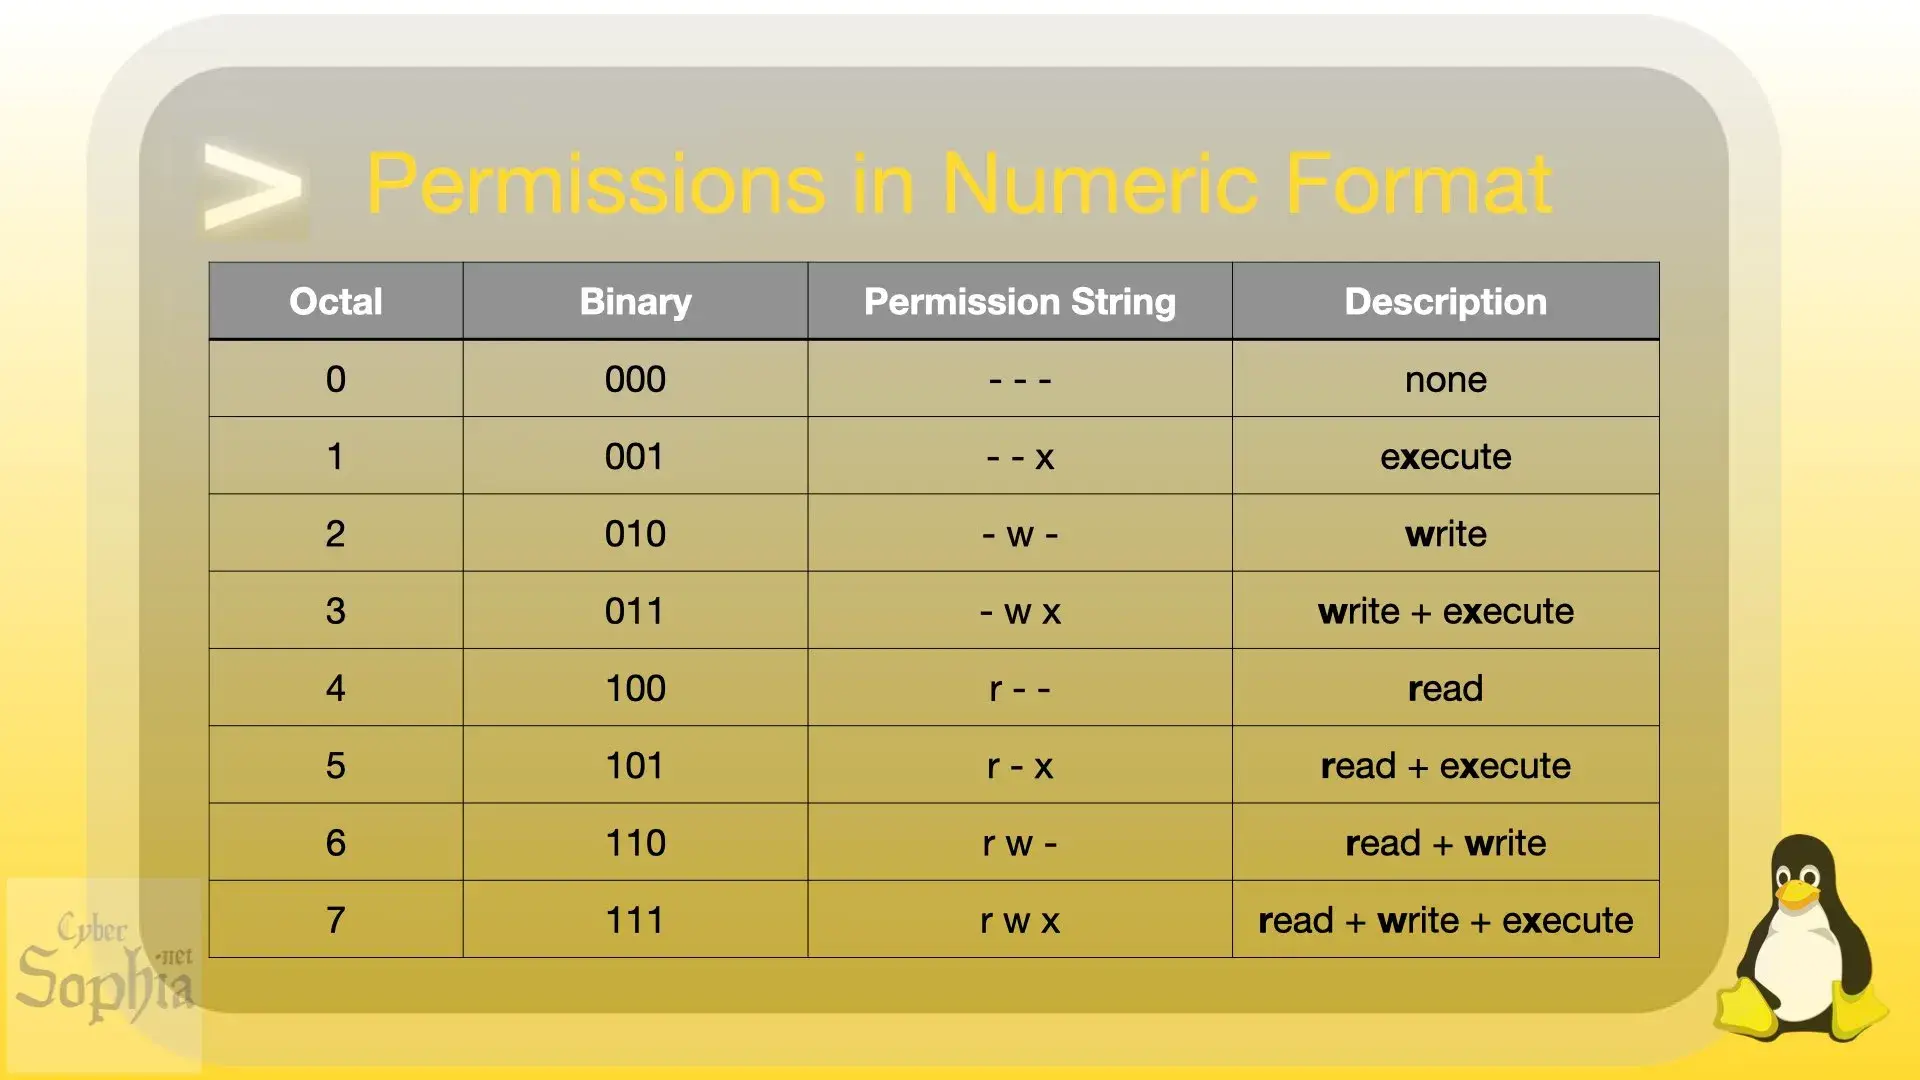 > Permissions in Numeric Format
Octal Binary Permission String Description
0 000 - - - none
1 001 - - x execute
2 010 - w - write
3 011 - w x write + execute
4 100 r - - read
5 101 r - x read + execute
6 110 r w - read + write
7 111 r w x read + write + execute
Cyber
Sophia
-net